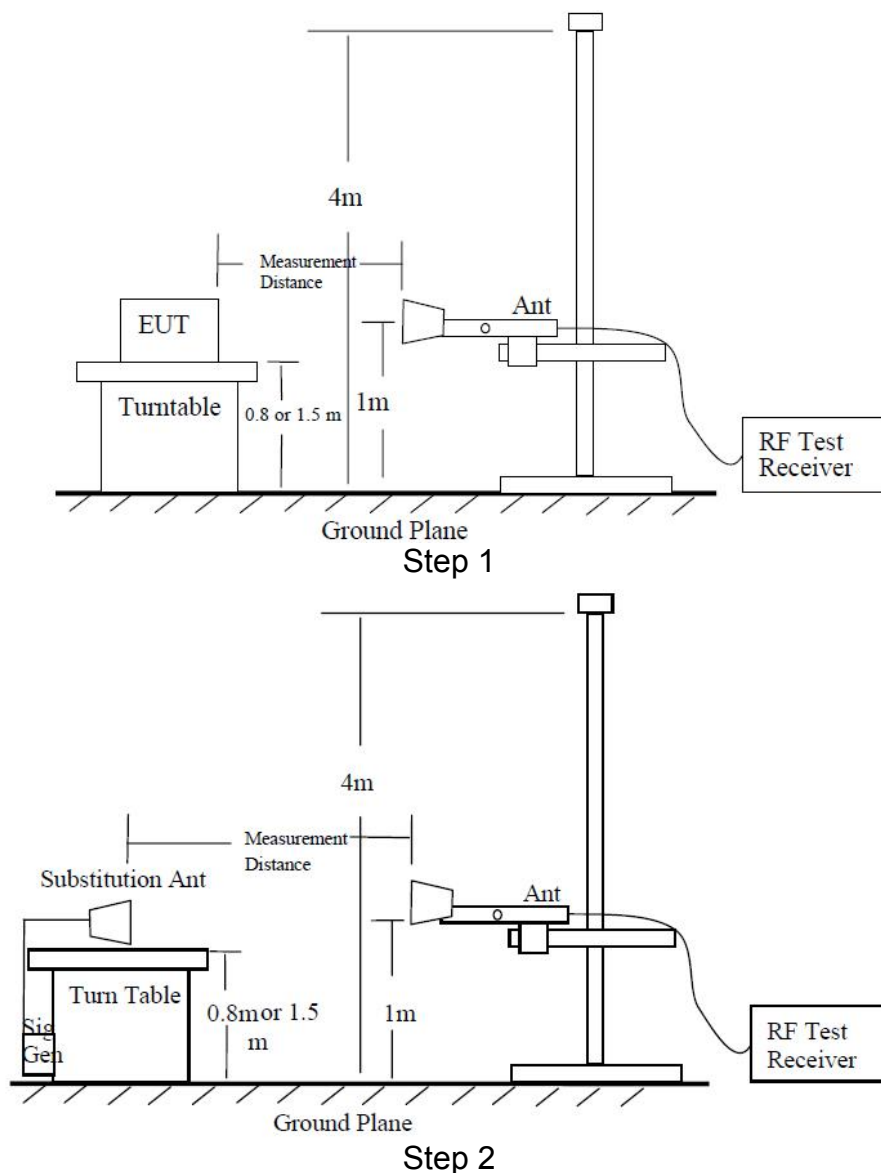 4m
Measurement
Distance
Ant
EUT
1m
Turntable
0.8 or 1.5 m
RF Test
Receiver
Ground Plane
Step 1
4m
Measurement
Distance
Substitution Ant
Ant
Turn Table
0.8m or 1.5
m
1m
Sig
Gen
RF Test
Receiver
Ground Plane
Step 2